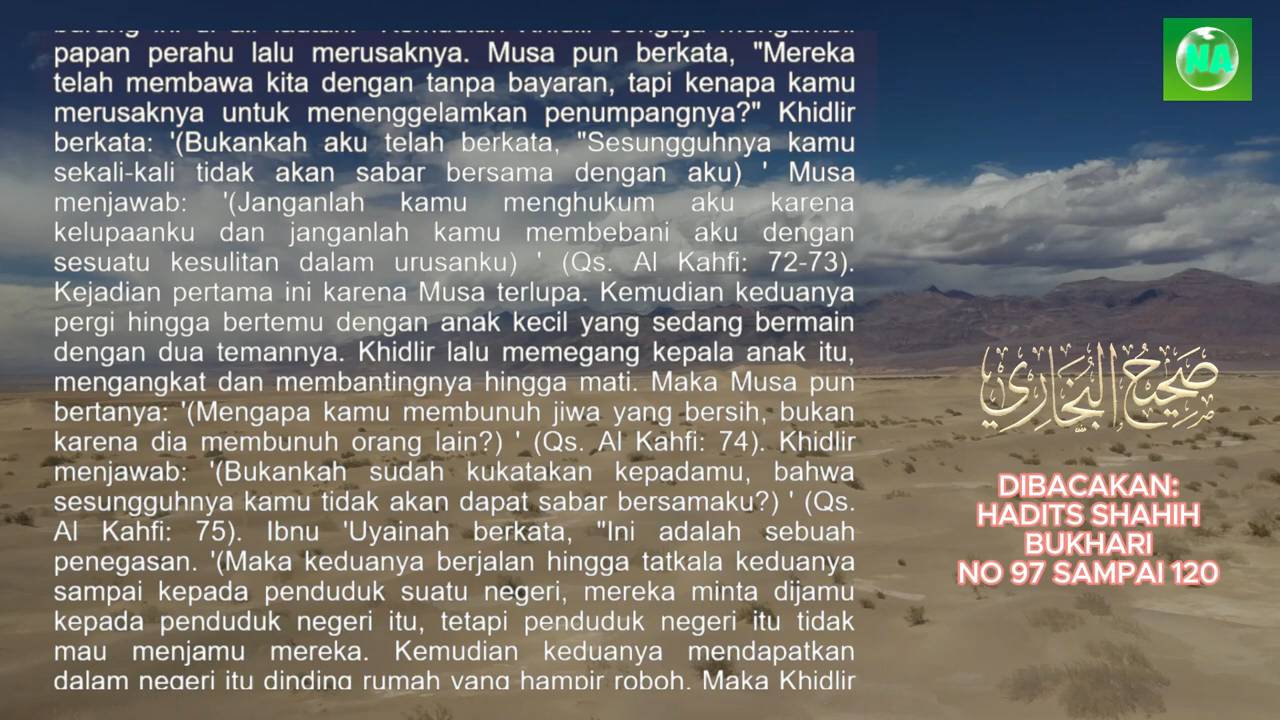 papan perahu lalu merusaknya. Musa pun berkata, "Mereka
telah membawa kita dengan tanpa bayaran, tapi kenapa kamu
merusaknya untuk menenggelamkan penumpangnya?" Khidlir
berkata: '(Bukankah aku telah berkata, "Sesungguhnya kamu
sekali-kali tidak akan sabar bersama dengan aku) ' Musa
menjawab: '(Janganlah kamu menghukum aku karena
kelupaanku dan janganlah kamu membebani aku dengan
sesuatu kesulitan dalam urusanku) ' (Qs. Al Kahfi: 72-73).
Kejadian pertama ini karena Musa terlupa. Kemudian keduanya
pergi hingga bertemu dengan anak kecil yang sedang bermain
dengan dua temannya. Khidlir lalu memegang kepala anak itu,
mengangkat dan membantingnya hingga mati. Maka Musa pun
bertanya: '(Mengapa kamu membunuh jiwa yang bersih, bukan
karena dia membunuh orang lain?) ' (Qs. Al Kahfi: 74). Khidlir
menjawab: '(Bukankah sudah kukatakan kepadamu, bahwa
sesungguhnya kamu tidak akan dapat sabar bersamaku?) ' (Qs.
Al Kahfi: 75). Ibnu 'Uyainah berkata, "Ini adalah sebuah
penegasan. '(Maka keduanya berjalan hingga tatkala keduanya
sampai kepada penduduk suatu negeri, mereka minta dijamu
kepada penduduk negeri itu, tetapi penduduk negeri itu tidak
mau menjamu mereka. Kemudian keduanya mendapatkan
dalam negeri itu dinding rumah yang hampir roboh. Maka Khidlir
NA
صَحِيحُ البُخَارِي
DIBACAKAN:
HADITS SHAHIH
BUKHARI
NO 97 SAMPAI 120